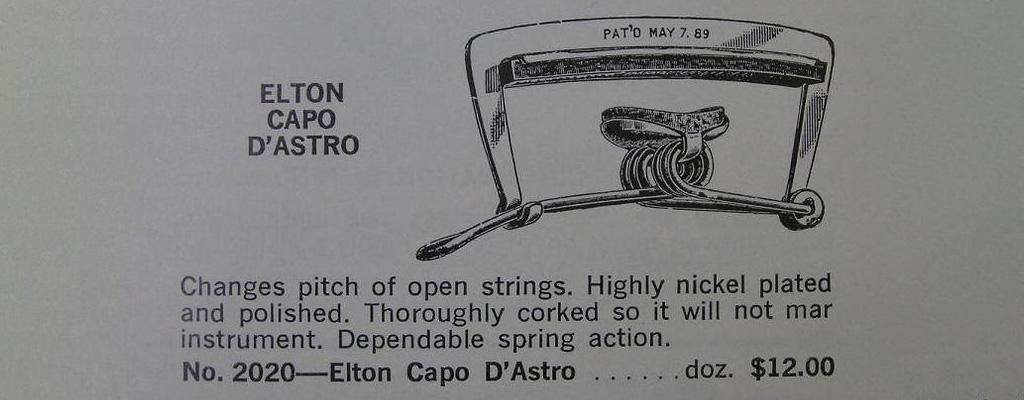 PAT'D MAY 7. 89
ELTON
CAPO
D'ASTRO
Changes pitch of open strings. Highly nickel plated
and polished. Thoroughly corked so it will not mar
instrument. Dependable spring action.
No. 2020—Elton Capo D'Astro ......doz. $12.00